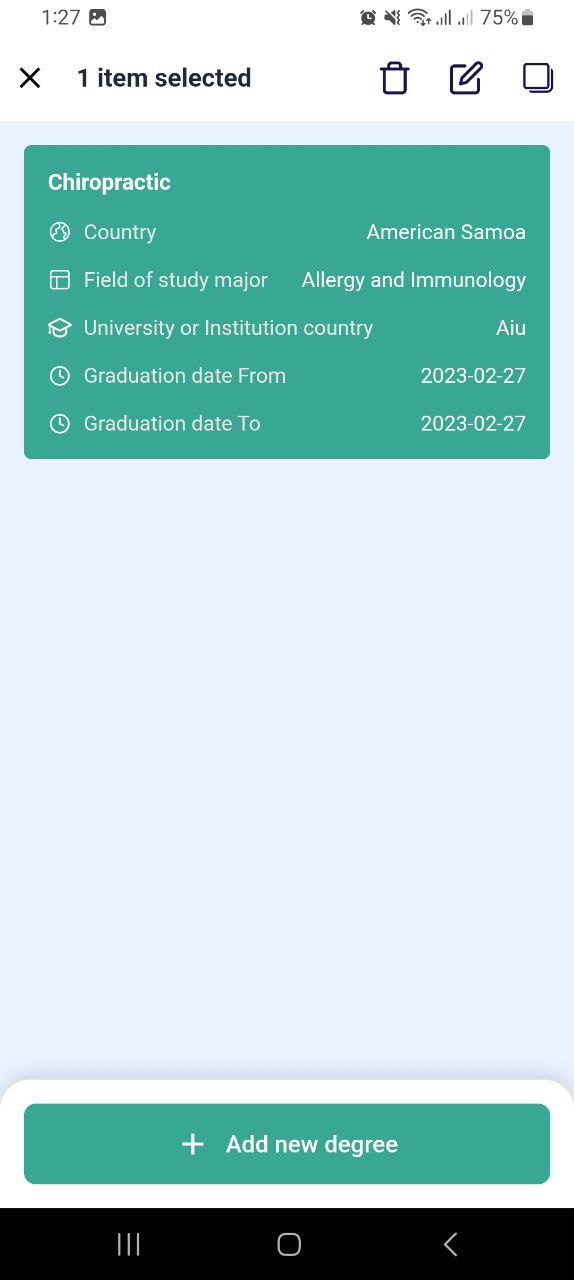 1:27 75%
1 item selected
Chiropractic
Country American Samoa
Field of study major Allergy and Immunology
University or Institution country Aiu
Graduation date From 2023-02-27
Graduation date To 2023-02-27
Add new degree